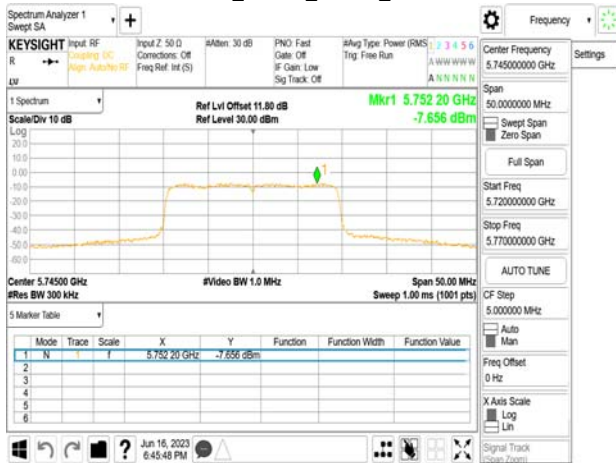 Spectrum Analyzer 1
Swept SA
+
Frequency
KEYSIGHT
R
LV
Input: RF
Coupling: DC
Align: Auto/No RF
Input Z: 50 Ω
Corrections: Off
Freq Ref: Int (S)
#Atten: 30 dB
PNO: Fast
Gate: Off
IF Gain: Low
Sig Track: Off
#Avg Type: Power (RMS)
Trig: Free Run
1 2 3 4 5 6
A W W W W W
A N N N N N
Center Frequency
5.745000000 GHz
Settings
1 Spectrum
Scale/Div 10 dB
Ref Lvl Offset 11.80 dB
Ref Level 30.00 dBm
Mkr1 5.752 20 GHz
-7.656 dBm
Span
50.0000000 MHz
Swept Span
Zero Span
Full Span
Start Freq
5.720000000 GHz
Stop Freq
5.770000000 GHz
AUTO TUNE
CF Step
5.000000 MHz
Auto
Man
Freq Offset
0 Hz
X Axis Scale
Log
Lin
Signal Track
(Span Zoom)
Log
20.0
10.0
0.00
-10.0
-20.0
-30.0
-40.0
-50.0
-60.0
1
Center 5.74500 GHz
#Res BW 300 kHz
#Video BW 1.0 MHz
Span 50.00 MHz
Sweep 1.00 ms (1001 pts)
5 Marker Table
Mode Trace Scale X Y Function Function Width Function Value
1 N 1 f 5.752 20 GHz -7.656 dBm
2
3
4
5
6
?
Jun 16, 2023
6:45:48 PM